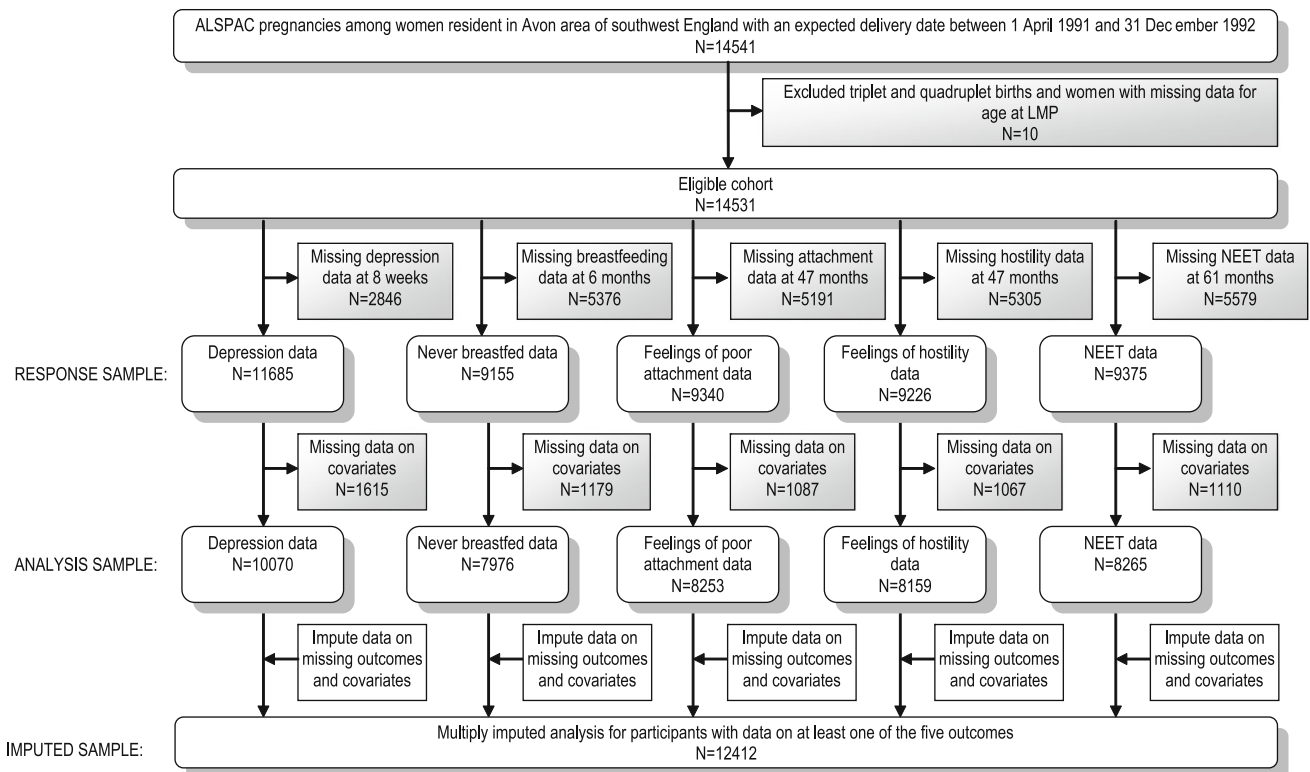 ALSPAC pregnancies among women resident in Avon area of southwest England with an expected delivery date between 1 April 1991 and 31 Dec ember 1992
N=14541
Excluded triplet and quadruplet births and women with missing data for
age at LMP
N=10
Eligible cohort
N=14531
Missing depression
data at 8 weeks
N=2846
Missing breastfeeding
data at 6 months
N=5376
Missing attachment
data at 47 months
N=5191
Missing hostility data
at 47 months
N=5305
Missing NEET data
at 61 months
N=5579
RESPONSE SAMPLE:
Depression data
N=11685
Never breastfed data
N=9155
Feelings of poor
attachment data
N=9340
Feelings of hostility
data
N=9226
NEET data
N=9375
Missing data on
covariates
N=1615
Missing data on
covariates
N=1179
Missing data on
covariates
N=1087
Missing data on
covariates
N=1067
Missing data on
covariates
N=1110
ANALYSIS SAMPLE:
Depression data
N=10070
Never breastfed data
N=7976
Feelings of poor
attachment data
N=8253
Feelings of hostility
data
N=8159
NEET data
N=8265
Impute data on
missing outcomes
and covariates
Impute data on
missing outcomes
and covariates
Impute data on
missing outcomes
and covariates
Impute data on
missing outcomes
and covariates
Impute data on
missing outcomes
and covariates
IMPUTED SAMPLE:
Multiply imputed analysis for participants with data on at least one of the five outcomes
N=12412